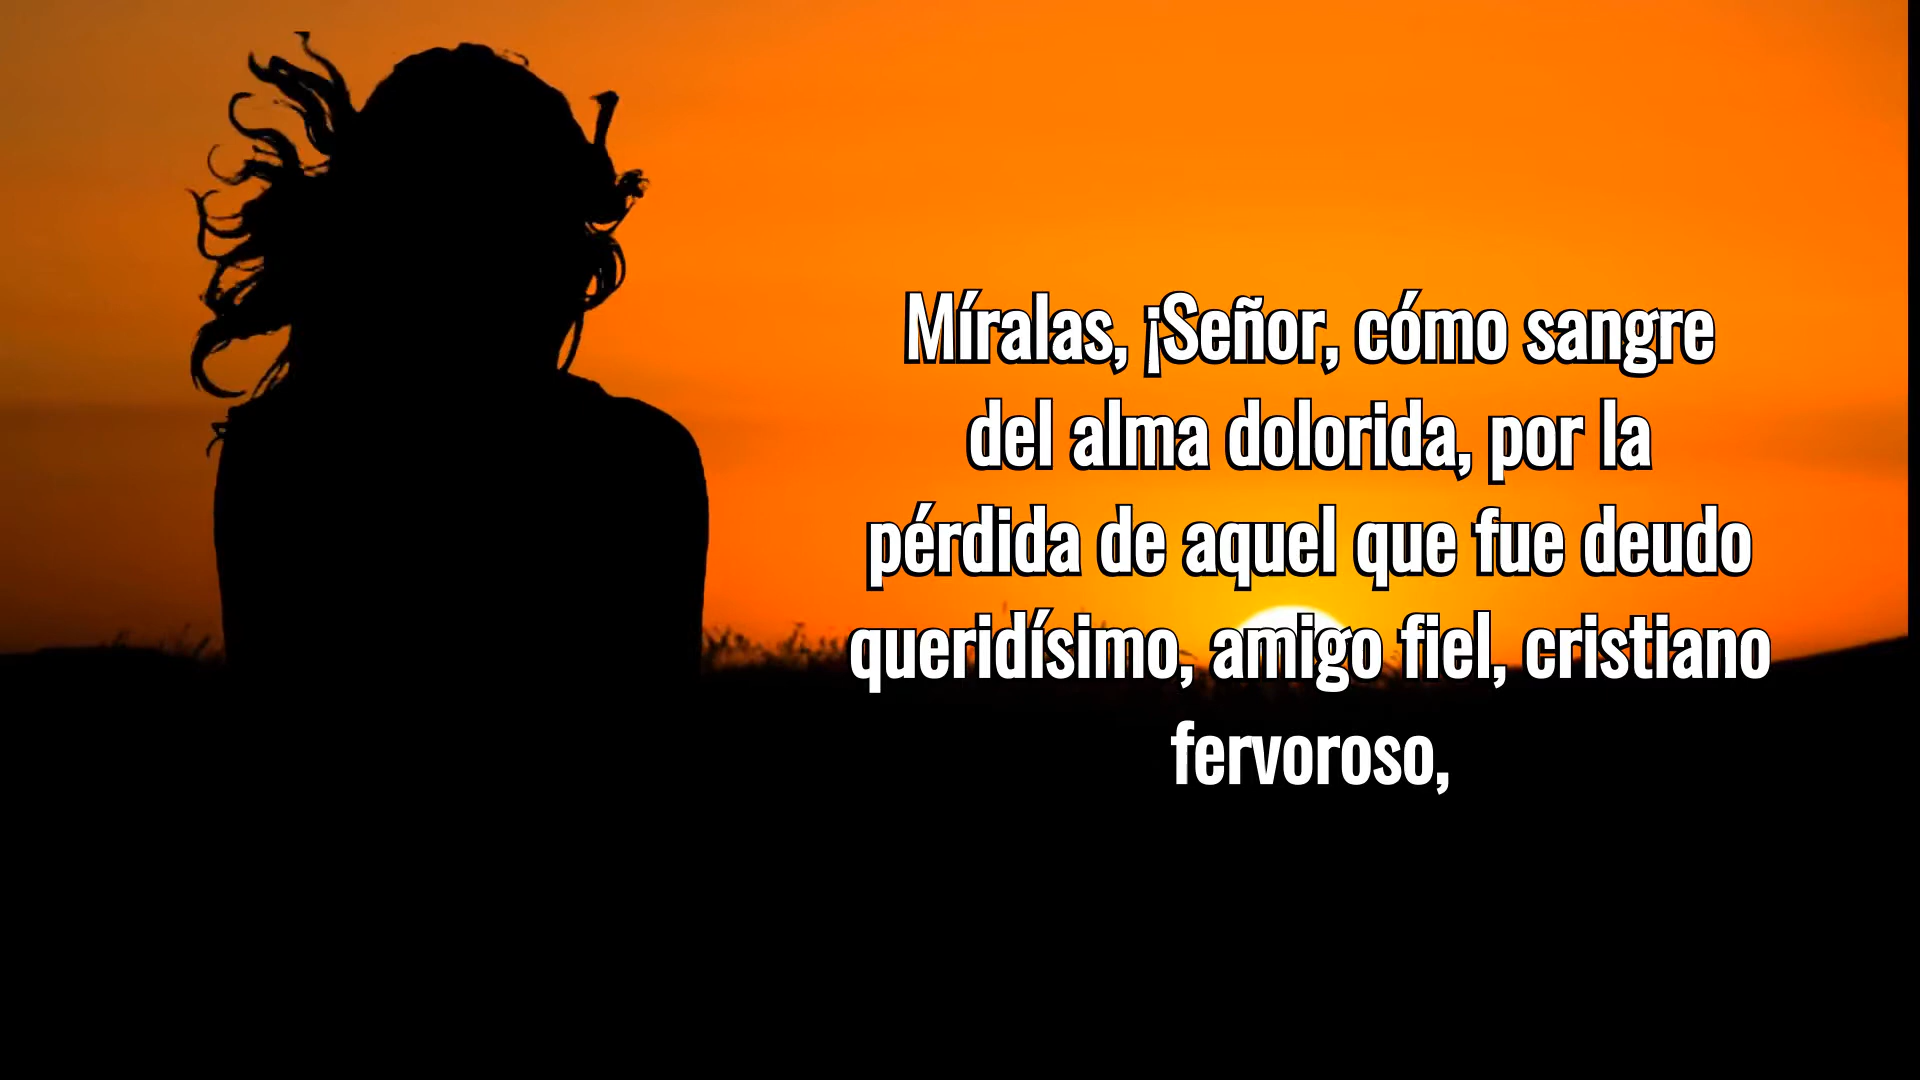 Míralas, ¡Señor, cómo sangre
del alma dolorida, por la
pérdida de aquel que fue deudo
queridísimo, amigo fiel, cristiano
fervoroso,